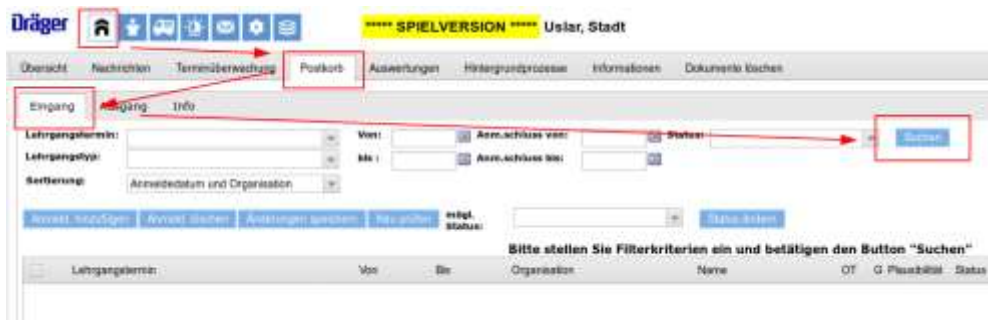 Dräger ***** SPIELVERSION ***** Uslar, Stadt
Übersicht Nachrichten Terminüberwachung Postkorb Auswertungen Hintergrundprozesse Informationen Dokumente löschen
Eingang Ausgang Info
Lehrgangstermin: Von: Anm.schluss von: Status: Suchen
Lehrgangstyp: bis : Anm.schluss bis:
Sortierung: Anmeldedatum und Organisation
Anmeld. hinzufügen Anmeld. löschen Änderungen speichern Neu prüfen mögl. Status: Status ändern
Bitte stellen Sie Filterkriterien ein und betätigen den Button "Suchen"
Lehrgangstermin Von Bis Organisation Name OT G Plausibilität Status